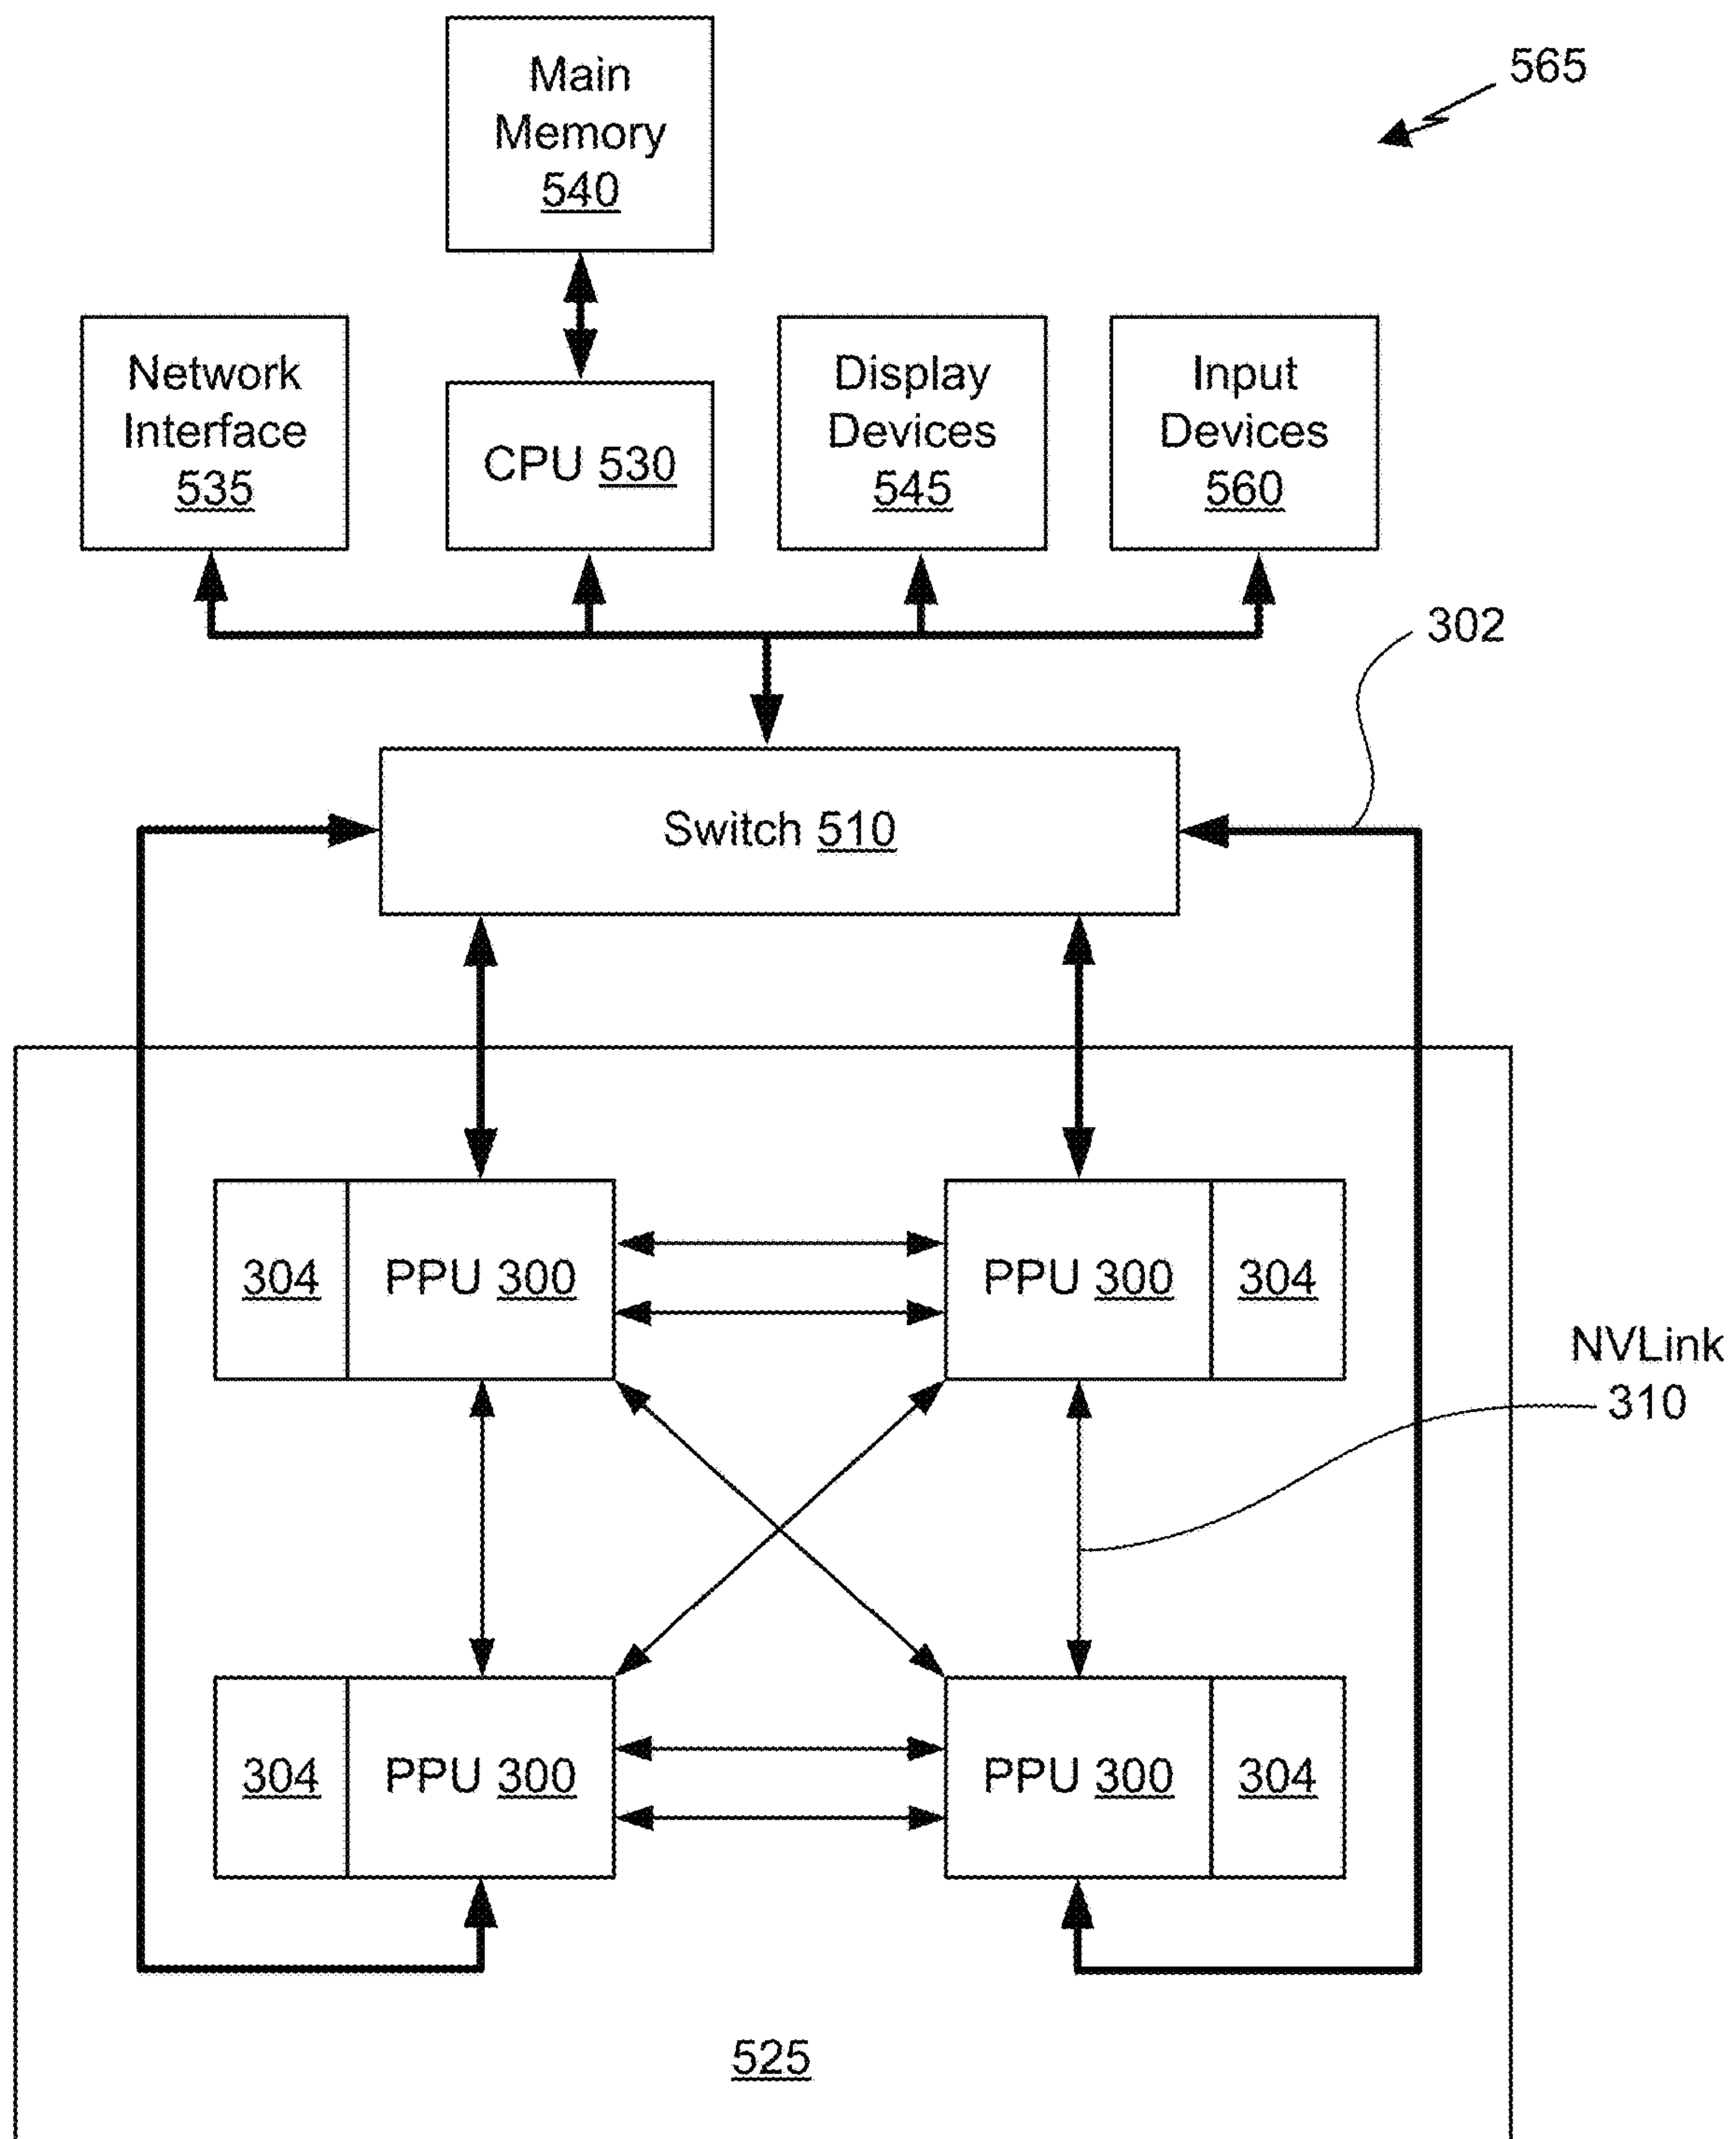 Main
Memory
540
565
Network
Interface
535
CPU 530
Display
Devices
545
Input
Devices
560
302
Switch 510
304
PPU 300
PPU 300
304
NVLink
310
304
PPU 300
PPU 300
304
525